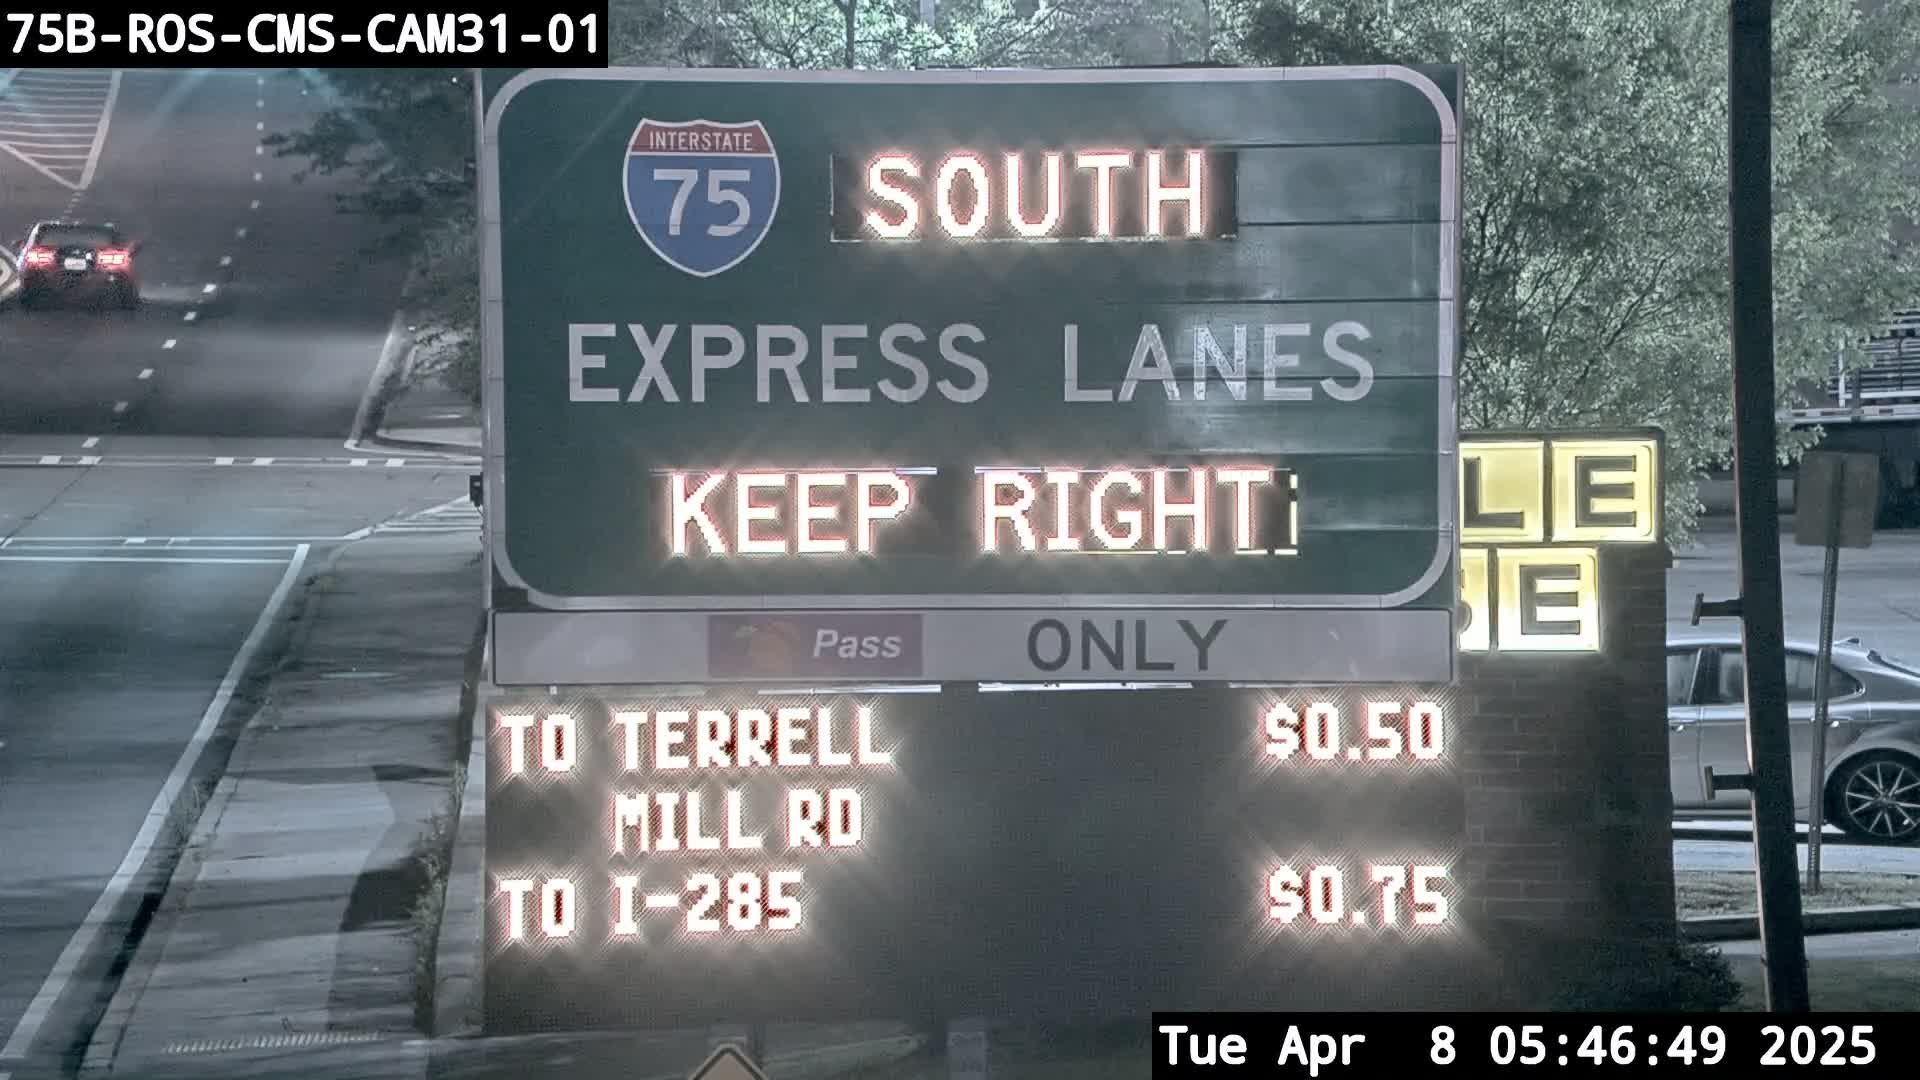 75B-ROS-CMS-CAM31-01
INTERSTATE
75
SOUTH
EXPRESS LANES
KEEP RIGHT
Pass ONLY
LE
E
TO TERRELL $0.50
MILL RD
TO I-285 $0.75
Tue Apr 8 05:46:49 2025